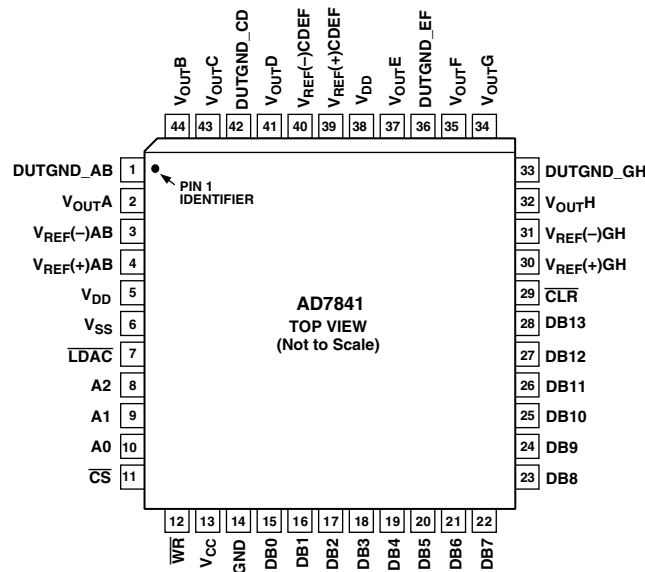 VOUTB
VOUTC
DUTGND_CD
VOUTD
VREF(–)CDEF
VREF(+)CDEF
VDD
VOUTE
DUTGND_EF
VOUTF
VOUTG
44 43 42 41 40 39 38 37 36 35 34
DUTGND_AB 1
VOUTA 2
VREF(–)AB 3
VREF(+)AB 4
VDD 5
VSS 6
L̅D̅A̅C̅ 7
A2 8
A1 9
A0 10
C̅S̅ 11
PIN 1
IDENTIFIER
AD7841
TOP VIEW
(Not to Scale)
33 DUTGND_GH
32 VOUTH
31 VREF(–)GH
30 VREF(+)GH
29 C̅L̅R̅
28 DB13
27 DB12
26 DB11
25 DB10
24 DB9
23 DB8
12 13 14 15 16 17 18 19 20 21 22
W̅R̅
VCC
GND
DB0
DB1
DB2
DB3
DB4
DB5
DB6
DB7